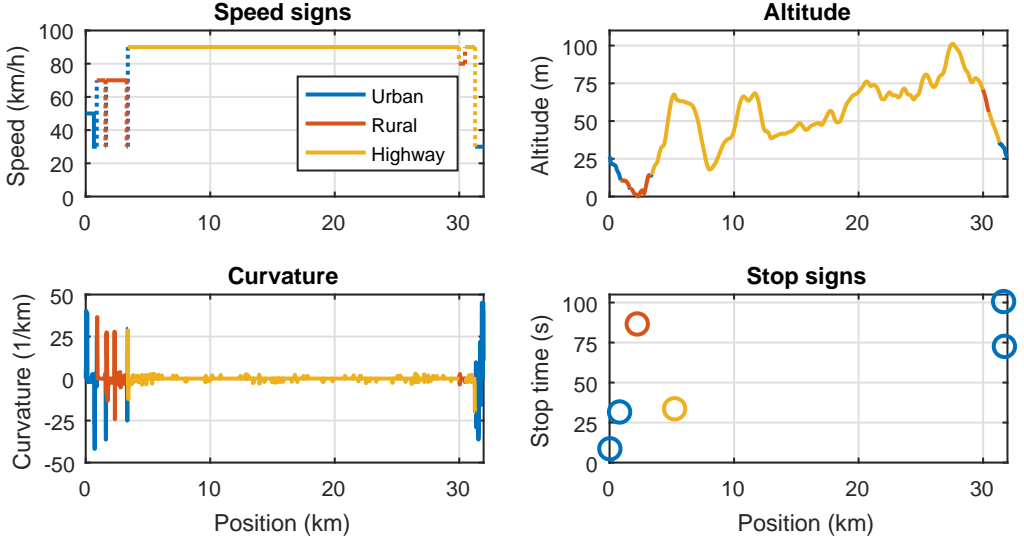 Speed signs
Speed (km/h)
100
80
60
40
20
0
0 10 20 30
Urban
Rural
Highway
Altitude
Altitude (m)
100
75
50
25
0
0 10 20 30
Curvature
Curvature (1/km)
50
25
0
-25
-50
0 10 20 30
Position (km)
Stop signs
Stop time (s)
100
75
50
25
0
0 10 20 30
Position (km)